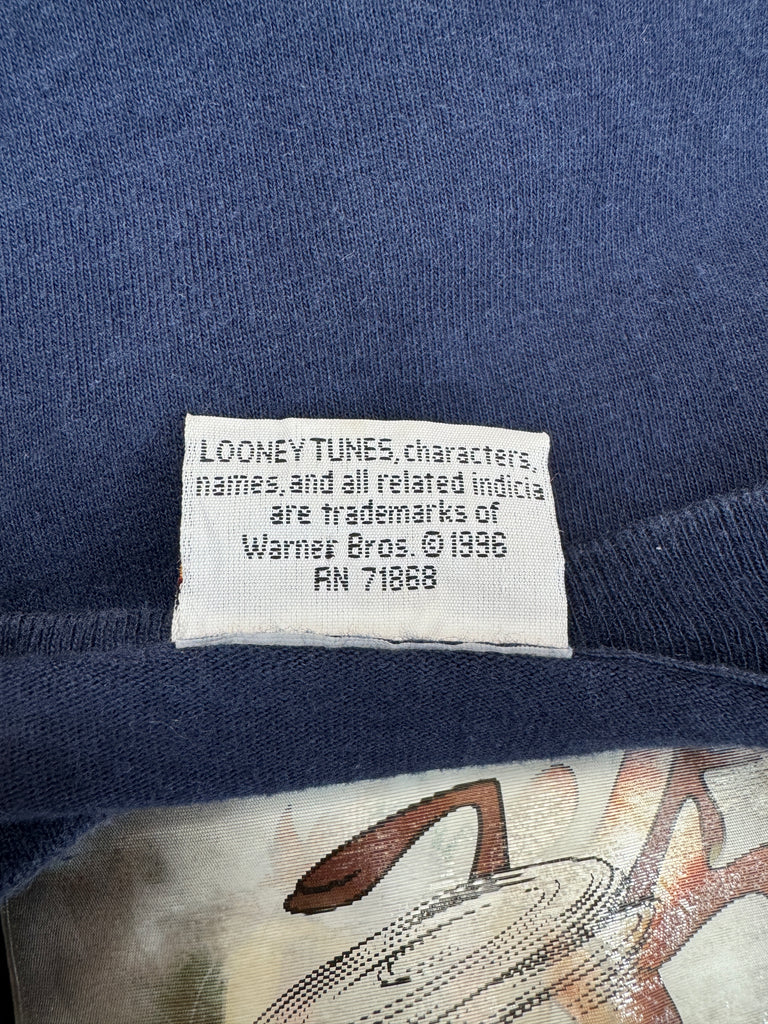 LOONEY TUNES, characters,
names, and all related indicia
are trademarks of
Warner Bros. © 1996
RN 71868